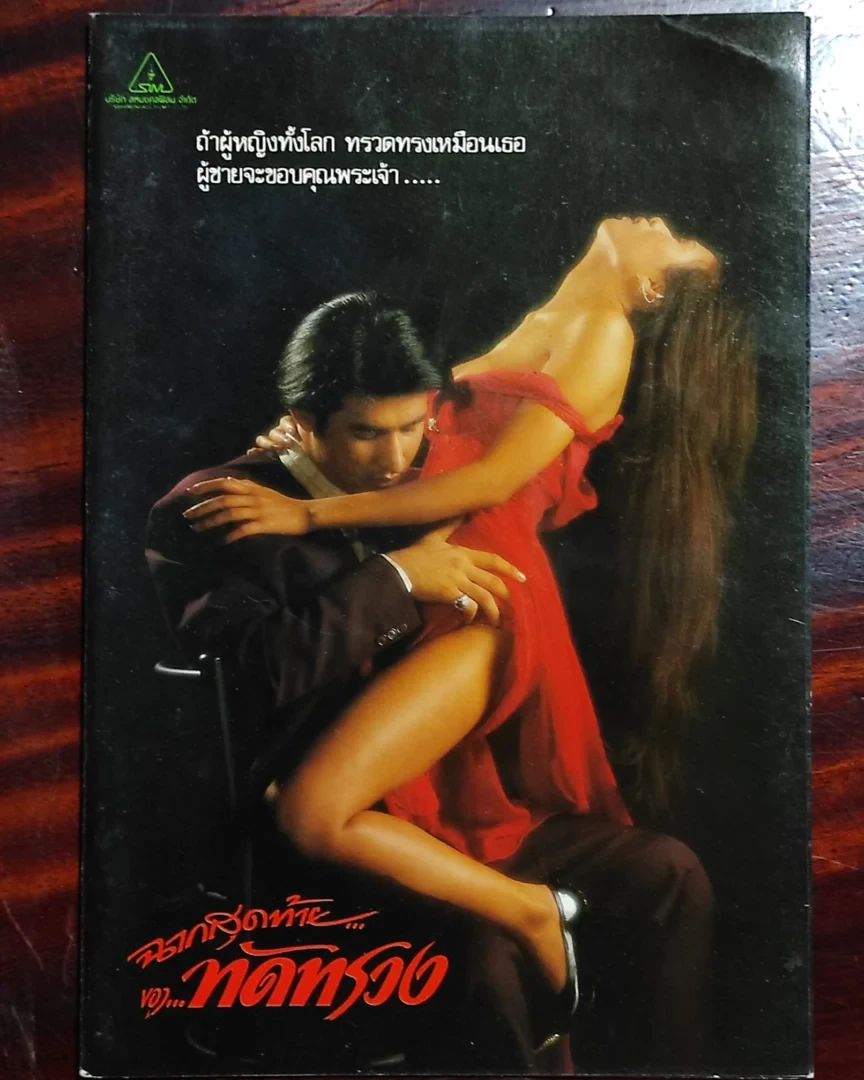 บริษัท สหมงคลฟิล์ม จำกัด
ถ้าผู้หญิงทั้งโลก ทรวดทรงเหมือนเธอ
ผู้ชายจะขอบคุณพระเจ้า.....
ฉากสุดท้าย...
ของ...ทัดทรวง